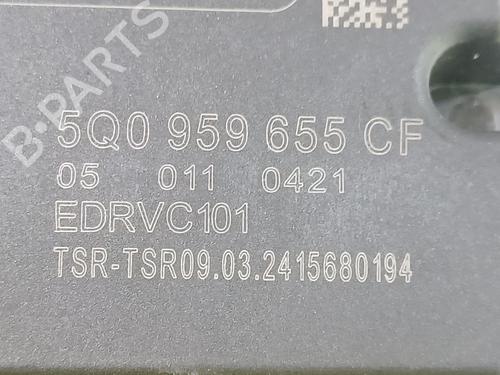 B-PARTS
5Q0 959 655 CF
05 011 0421
EDRVC101
TSR-TSR09.03.2415680194